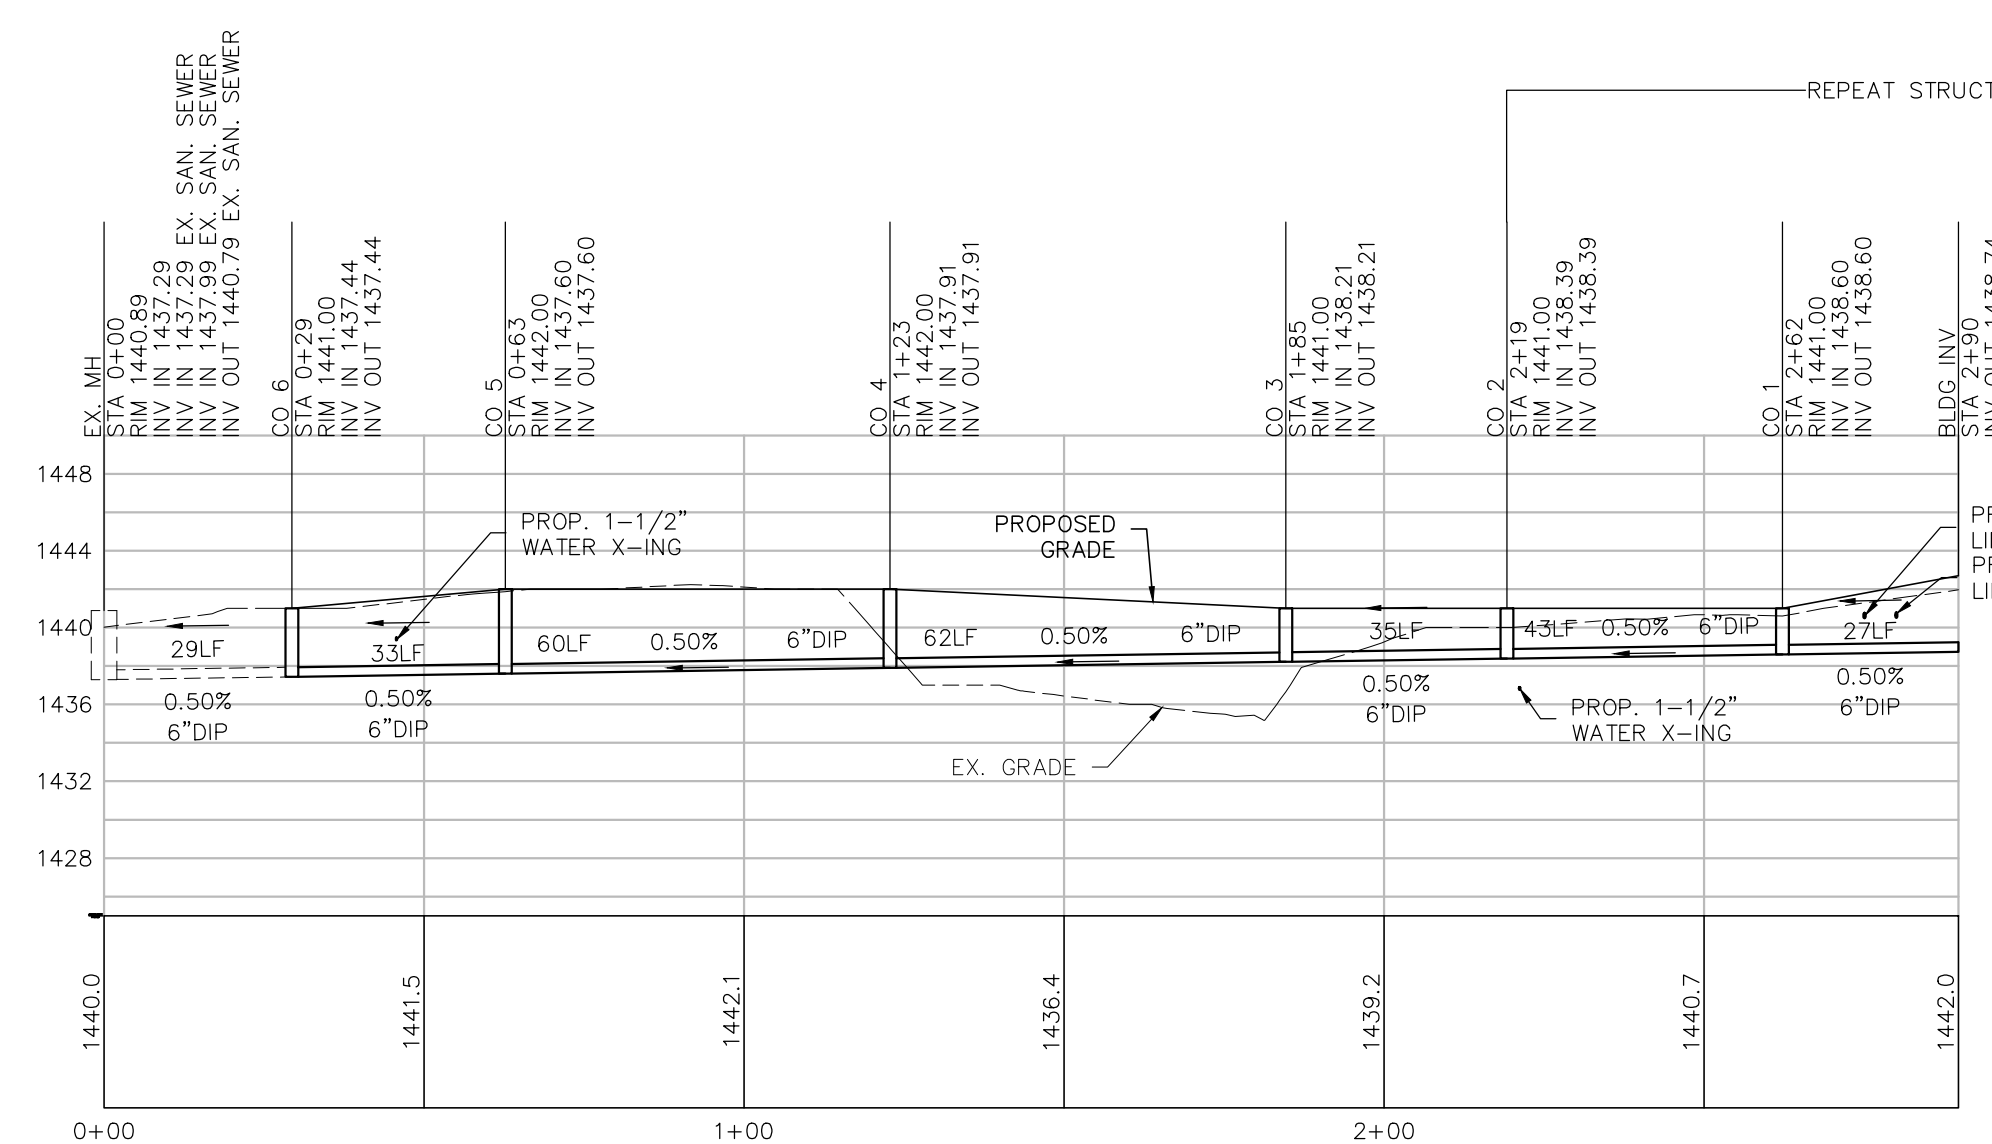 REPEAT STRUCT
EX. MH
STA 0+00
RIM 1440.89
INV IN 1437.29
INV IN 1437.29 EX. SAN. SEWER
INV IN 1437.99 EX. SAN. SEWER
INV OUT 1440.79 EX. SAN. SEWER
CO 6
STA 0+29
RIM 1441.00
INV IN 1437.44
INV OUT 1437.44
CO 5
STA 0+63
RIM 1442.00
INV IN 1437.60
INV OUT 1437.60
CO 4
STA 1+23
RIM 1442.00
INV IN 1437.91
INV OUT 1437.91
CO 3
STA 1+85
RIM 1441.00
INV IN 1438.21
INV OUT 1438.21
CO 2
STA 2+19
RIM 1441.00
INV IN 1438.39
INV OUT 1438.39
CO 1
STA 2+62
RIM 1441.00
INV IN 1438.60
INV OUT 1438.60
BLDG INV
STA 2+90
INV OUT 1438.74
1448
1444
1440
1436
1432
1428
PROP. 1-1/2"
WATER X-ING
PROPOSED
GRADE
29LF
0.50%
6"DIP
33LF
0.50%
6"DIP
60LF 0.50% 6"DIP
62LF 0.50% 6"DIP
35LF
0.50%
6"DIP
43LF 0.50% 6"DIP
27LF
0.50%
6"DIP
PROP. 1-1/2"
WATER X-ING
EX. GRADE
1440.0
1441.5
1442.1
1436.4
1439.2
1440.7
1442.0
0+00 1+00 2+00